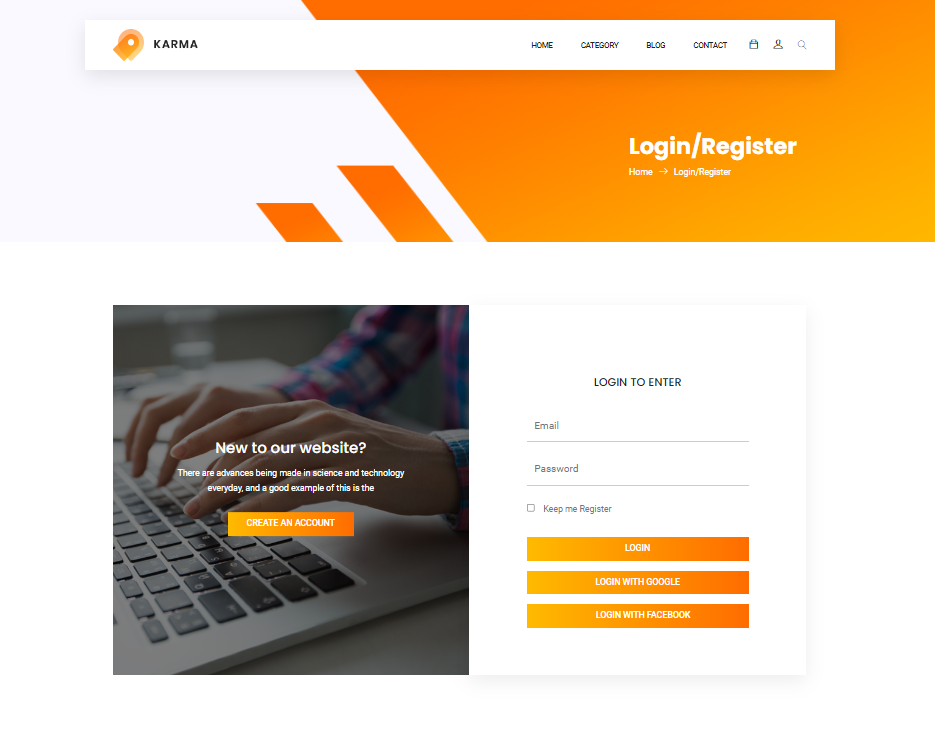 KARMA
HOME CATEGORY BLOG CONTACT
Login/Register
Home → Login/Register
New to our website?
There are advances being made in science and technology
everyday, and a good example of this is the
CREATE AN ACCOUNT
LOGIN TO ENTER
Email
Password
Keep me Register
LOGIN
LOGIN WITH GOOGLE
LOGIN WITH FACEBOOK